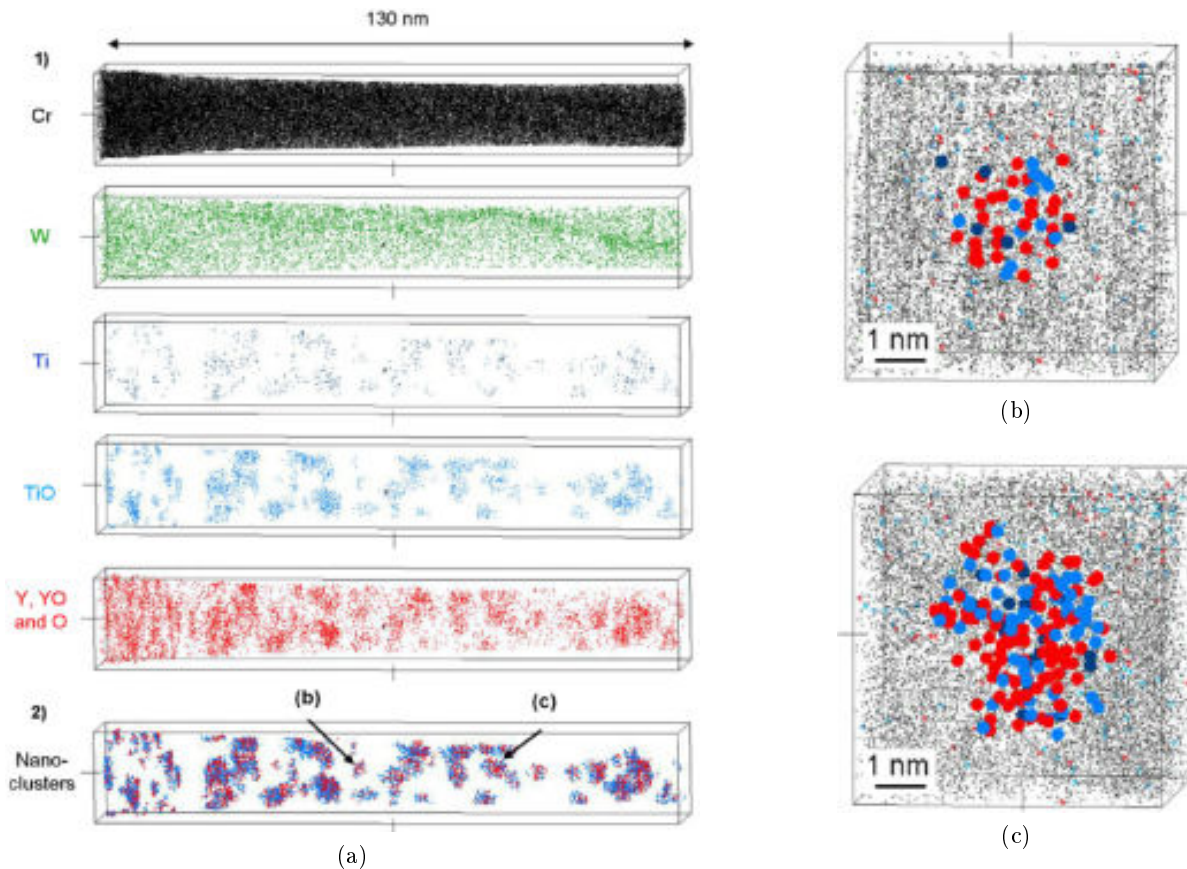 130 nm
1)
Cr
W
Ti
TiO
Y, YO
and O
2)
Nano-
clusters
(b)
(c)
(a)
1 nm
(b)
1 nm
(c)